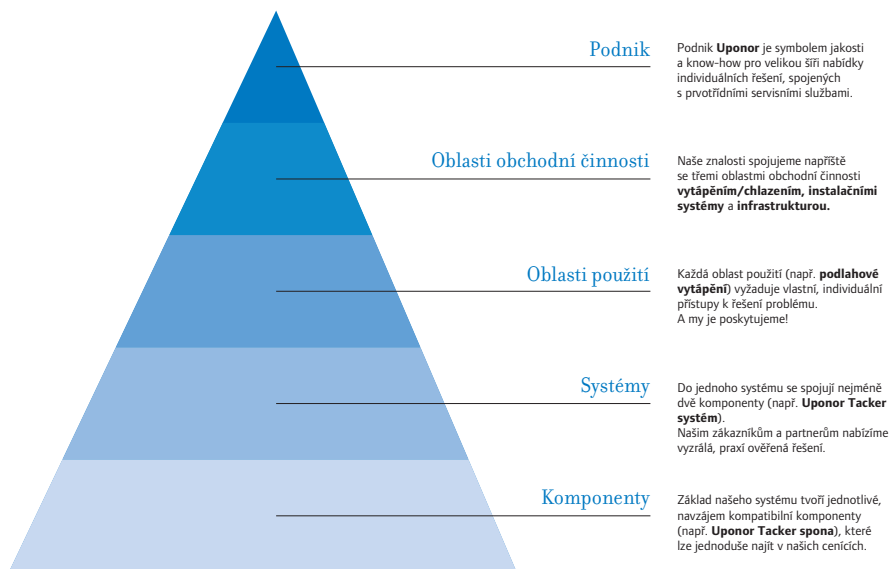 Podnik
Podnik Uponor je symbolem jakosti
a know-how pro velikou šíři nabídky
individuálních řešení, spojených
s prvotřídními servisními službami.
Oblasti obchodní činnosti
Naše znalosti spojujeme napříště
se třemi oblastmi obchodní činnosti
vytápěním/chlazením, instalačními
systémy a infrastrukturou.
Oblasti použití
Každá oblast použití (např. podlahové
vytápění) vyžaduje vlastní, individuální
přístupy k řešení problému.
A my je poskytujeme!
Systémy
Do jednoho systému se spojují nejméně
dvě komponenty (např. Uponor Tacker
systém).
Našim zákazníkům a partnerům nabízíme
vyzrálá, praxí ověřená řešení.
Komponenty
Základ našeho systému tvoří jednotlivé,
navzájem kompatibilní komponenty
(např. Uponor Tacker spona), které
lze jednoduše najít v našich cenících.